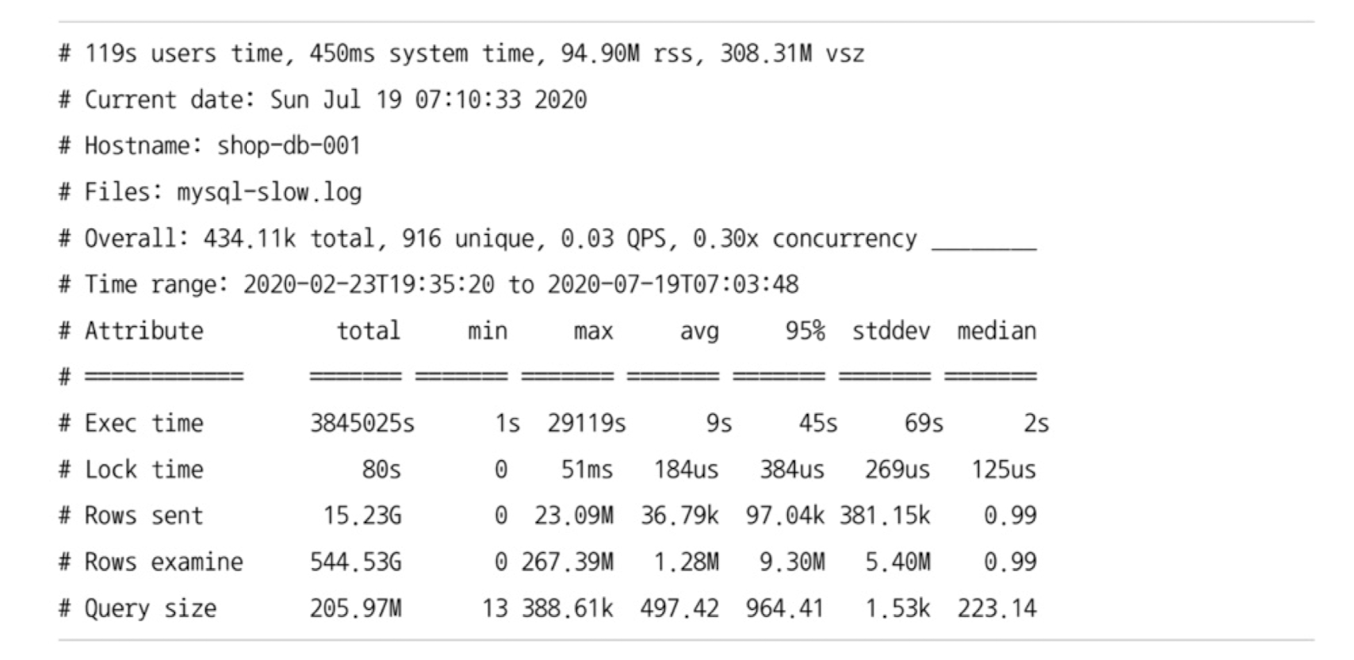 # 119s users time, 450ms system time, 94.90M rss, 308.31M vsz
# Current date: Sun Jul 19 07:10:33 2020
# Hostname: shop-db-001
# Files: mysql-slow.log
# Overall: 434.11k total, 916 unique, 0.03 QPS, 0.30x concurrency ________
# Time range: 2020-02-23T19:35:20 to 2020-07-19T07:03:48
# Attribute          total     min     max     avg     95%  stddev  median
# ============     ======= ======= ======= ======= ======= ======= =======
# Exec time        3845025s      1s  29119s      9s     45s     69s      2s
# Lock time            80s       0    51ms   184us   384us   269us   125us
# Rows sent         15.23G       0  23.09M  36.79k  97.04k 381.15k    0.99
# Rows examine     544.53G       0 267.39M   1.28M   9.30M   5.40M    0.99
# Query size       205.97M      13 388.61k  497.42  964.41   1.53k  223.14